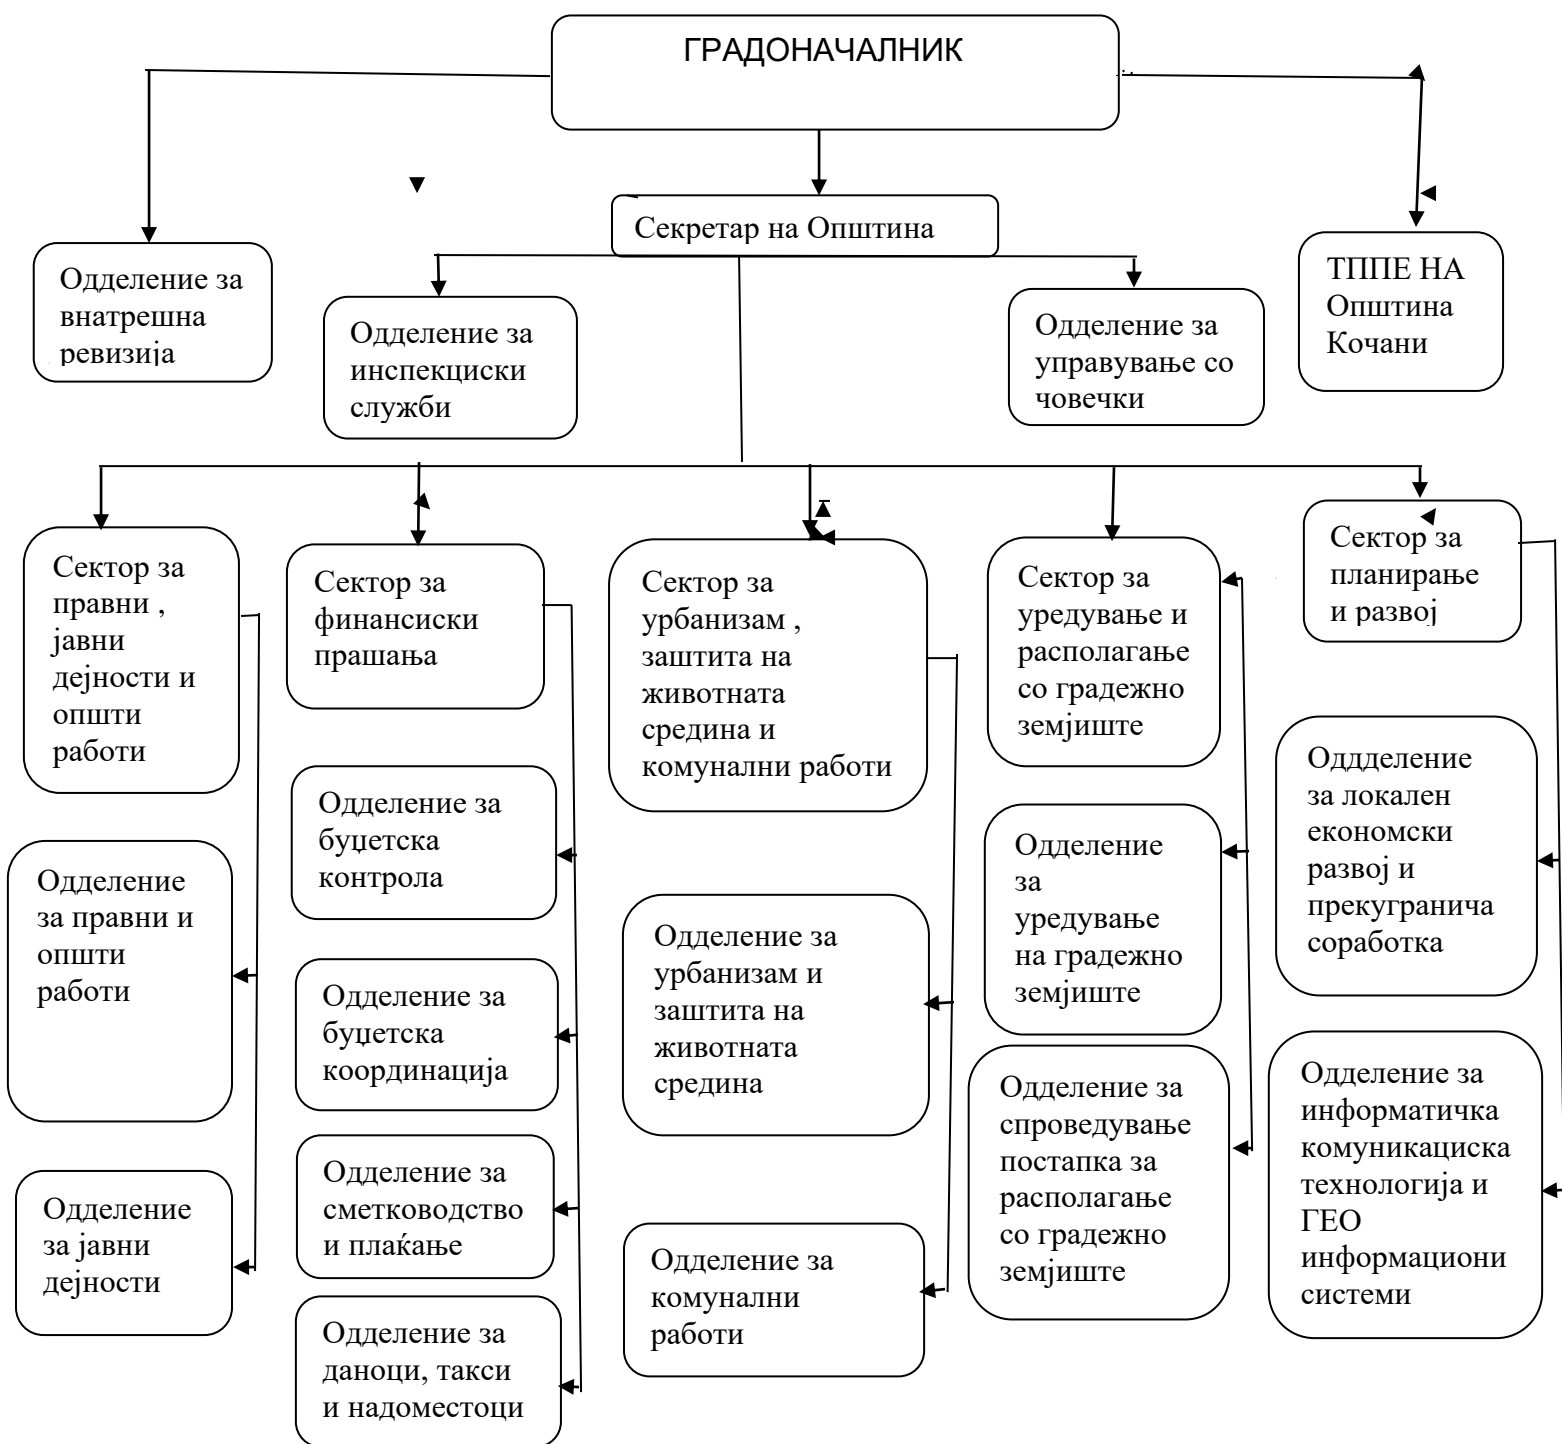 ГРАДОНАЧАЛНИК
Секретар на Општина
Одделение за
внатрешна
ревизија
Одделение за
инспекциски
служби
Одделение за
управување со
човечки
ТППЕ НА
Општина
Кочани
Сектор за
правни ,
јавни
дејности и
општи
работи
Сектор за
финансиски
прашања
Сектор за
урбанизам ,
заштита на
животната
средина и
комунални работи
Сектор за
уредување и
располагање
со градежно
земјиште
Сектор за
планирање
и развој
Одделение
за правни и
општи
работи
Одделение
за јавни
дејности
Одделение за
буџетска
контрола
Одделение за
буџетска
координација
Одделение за
сметководство
и плаќање
Одделение за
даноци, такси
и надоместоци
Одделение за
урбанизам и
заштита на
животната
средина
Одделение за
комунални
работи
Одделение
за
уредување
на градежно
земјиште
Одделение за
спроведување
постапка за
располагање
со градежно
земјиште
Оддделение
за локален
економски
развој и
прекугранича
соработка
Одделение за
информатичка
комуникациска
технологија и
ГЕО
информациони
системи